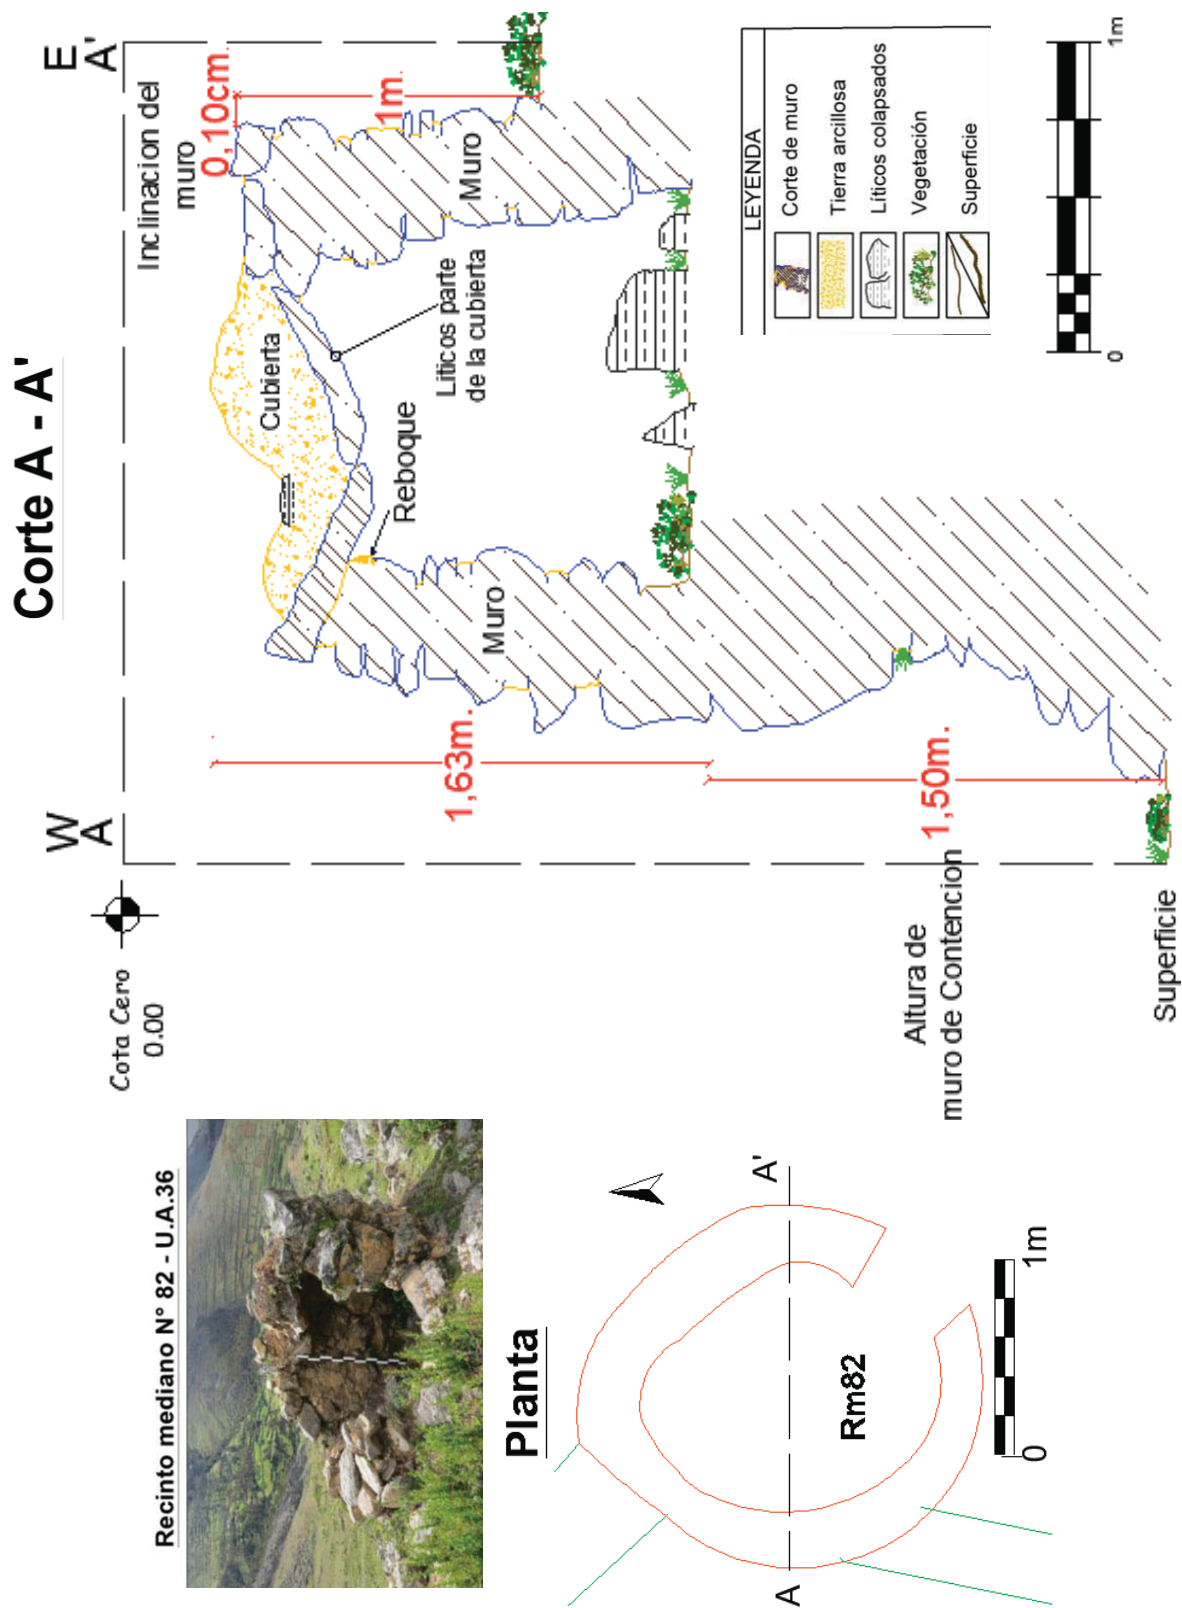 Recinto mediano N° 82 - U.A.36
Planta
A
A'
Rm82
0
1m
Corte A - A'
Cota Cero
0.00
W
A
E
A'
Inclinacion del
muro
0,10cm.
1m.
Cubierta
Muro
Líticos parte
de la cubierta
Reboque
Muro
1,63m.
1,50m.
Altura de
muro de Contencion
Superficie
LEYENDA
Corte de muro
Tierra arcillosa
Líticos colapsados
Vegetación
Superficie
0
1m